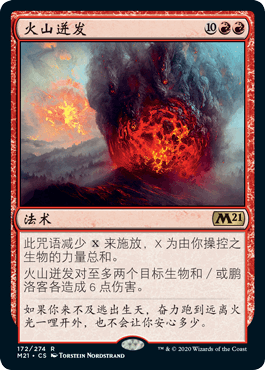 火山迸发 10
法术 M21
此咒语减少 X 来施放，X 为由你操控之
生物的力量总和。
火山迸发对至多两个目标生物和／或鹏
洛客各造成 6 点伤害。
如果你来不及逃出生天，奋力跑到远离火
光一哩开外，也不会让你安心多少。
172/274 R
M21 • CS TORSTEIN NORDSTRAND ™ & © 2020 Wizards of the Coast